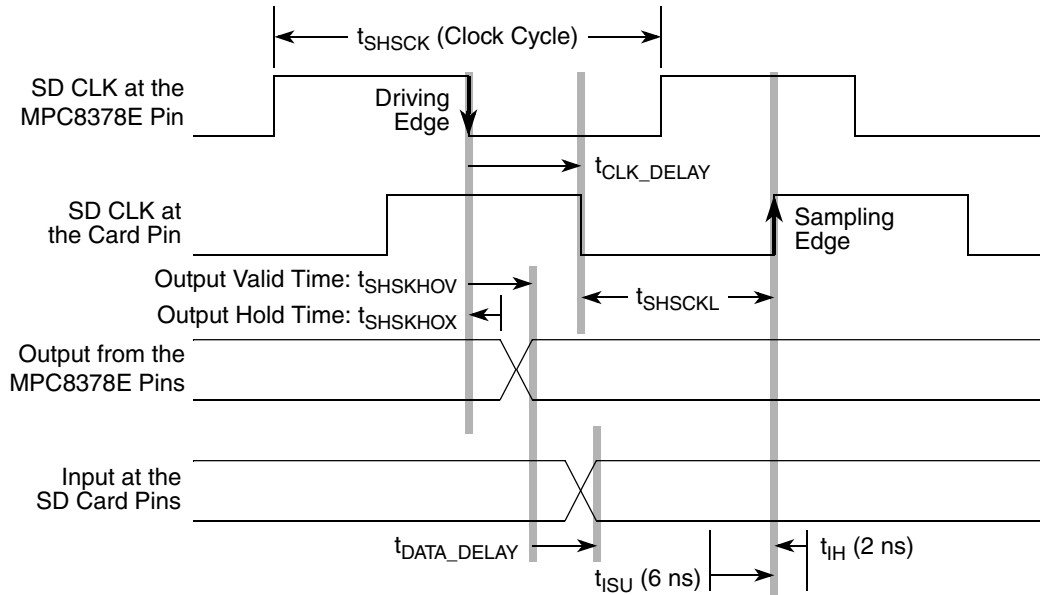 tSHSCK (Clock Cycle)
SD CLK at the
MPC8378E Pin
Driving
Edge
tCLK_DELAY
SD CLK at
the Card Pin
Sampling
Edge
Output Valid Time: tSHSKHOV
tSHSCKL
Output Hold Time: tSHSKHOX
Output from the
MPC8378E Pins
Input at the
SD Card Pins
tDATA_DELAY
tIH (2 ns)
tISU (6 ns)